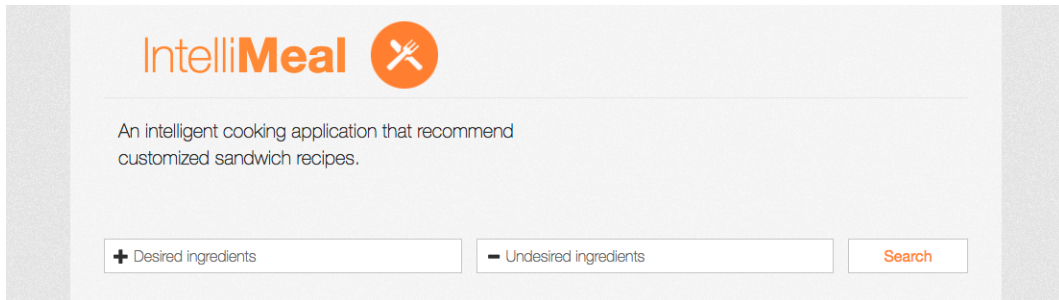 IntelliMeal
An intelligent cooking application that recommend
customized sandwich recipes.
Desired ingredients
Undesired ingredients
Search